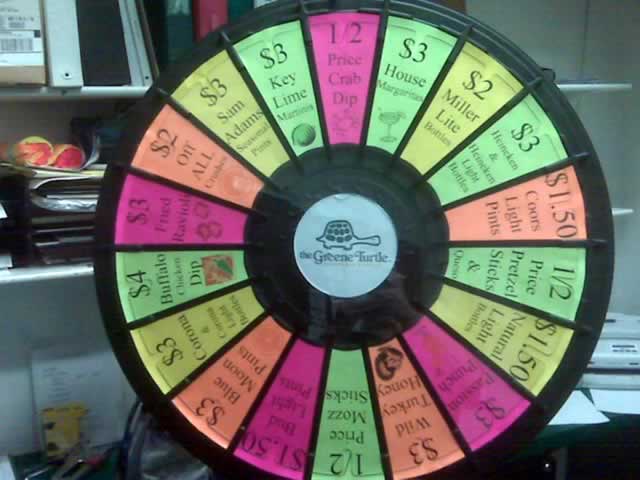 1/2
Price
Crab
Dip
$3
House
Margaritas
$2
Miller
Lite
Bottles
$3
Heineken
&
Heineken
Light
Bottles
$1.50
Coors
Light
Pints
1/2
Price
Pretzel
Sticks
$1.50
Natural
Light
Bottles
$3
Passion
Punch
$3
Wild
Turkey
Honey
1/2
Price
Mozz
Sticks
$1.50
Bud
Light
Pints
$3
Blue
Moon
Pints
$3
Corona
&
Corona
Light
Bottles
$4
Buffalo
Chicken
Dip
$3
Fried
Ravioli
$2
Off
ALL
Crushes
$3
Sam
Adams
Seasonal
Pints
$3
Key
Lime
Martinis
the Greene Turtle